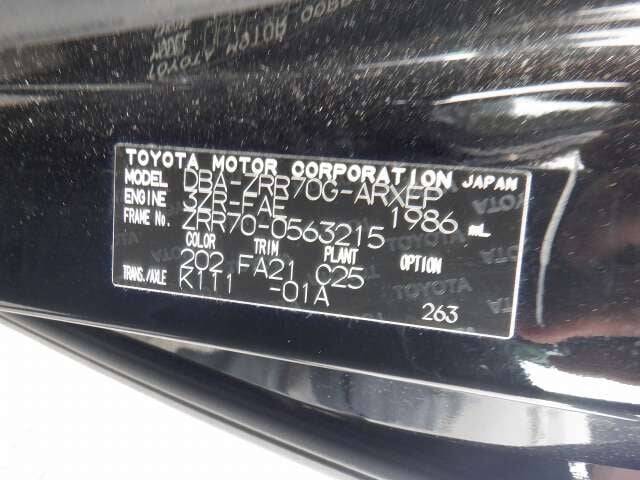 TOYOTA MOTOR CORPORATION JAPAN
MODEL DBA-ZRR70G-ARXEP
ENGINE 3ZR-FAE 1986 mL
FRAME No. ZRR70-0563215
COLOR TRIM PLANT OPTION
202 FA21 C25
TRANS./AXLE K111 -01A
263